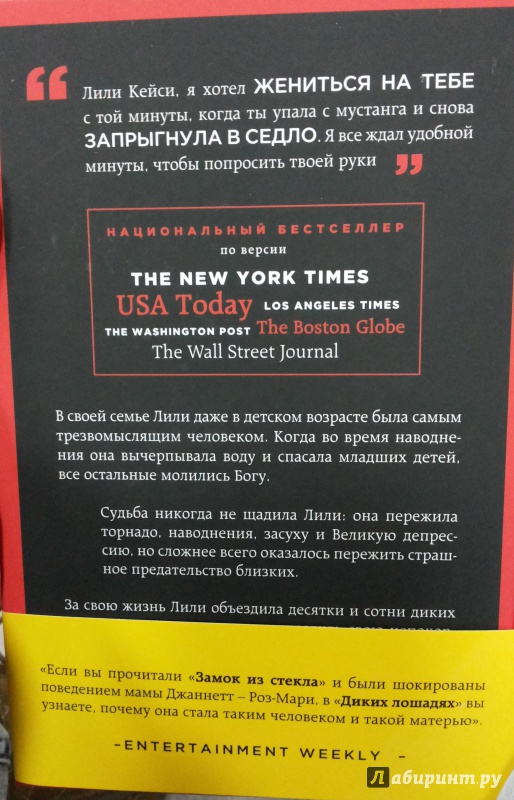 “
Лили Кейси, я хотел ЖЕНИТЬСЯ НА ТЕБЕ
с той минуты, когда ты упала с мустанга и снова
ЗАПРЫГНУЛА В СЕДЛО. Я все ждал удобной
минуты, чтобы попросить твоей руки ”
НАЦИОНАЛЬНЫЙ БЕСТСЕЛЛЕР
по версии
THE NEW YORK TIMES
USA Today LOS ANGELES TIMES
THE WASHINGTON POST The Boston Globe
The Wall Street Journal
В своей семье Лили даже в детском возрасте была самым
трезвомыслящим человеком. Когда во время наводне-
ния она вычерпывала воду и спасала младших детей,
все остальные молились Богу.
Судьба никогда не щадила Лили: она пережила
торнадо, наводнения, засуху и Великую депрес-
сию, но сложнее всего оказалось пережить страш-
ное предательство близких.
За свою жизнь Лили объездила десятки и сотни диких
«Если вы прочитали «Замок из стекла» и были шокированы
поведением мамы Джаннетт – Роз-Мари, в «Диких лошадях» вы
узнаете, почему она стала таким человеком и такой матерью».
–ENTERTAINMENT WEEKLY –
Лабиринт.ру